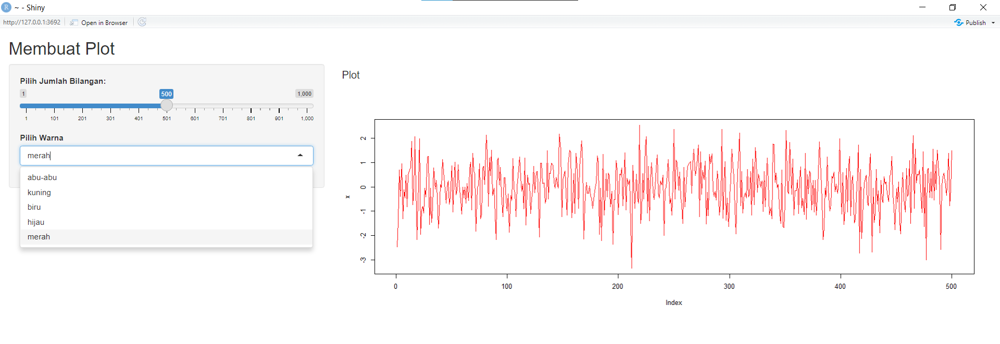 R ~ - Shiny
http://127.0.0.1:3692 Open in Browser Publish
Membuat Plot
Pilih Jumlah Bilangan:
1 500 1,000
1 101 201 301 401 501 601 701 801 901 1,000
Pilih Warna
merah
abu-abu
kuning
biru
hijau
merah
Plot
2
1
0
-1
-2
-3
x
0 100 200 300 400 500
Index